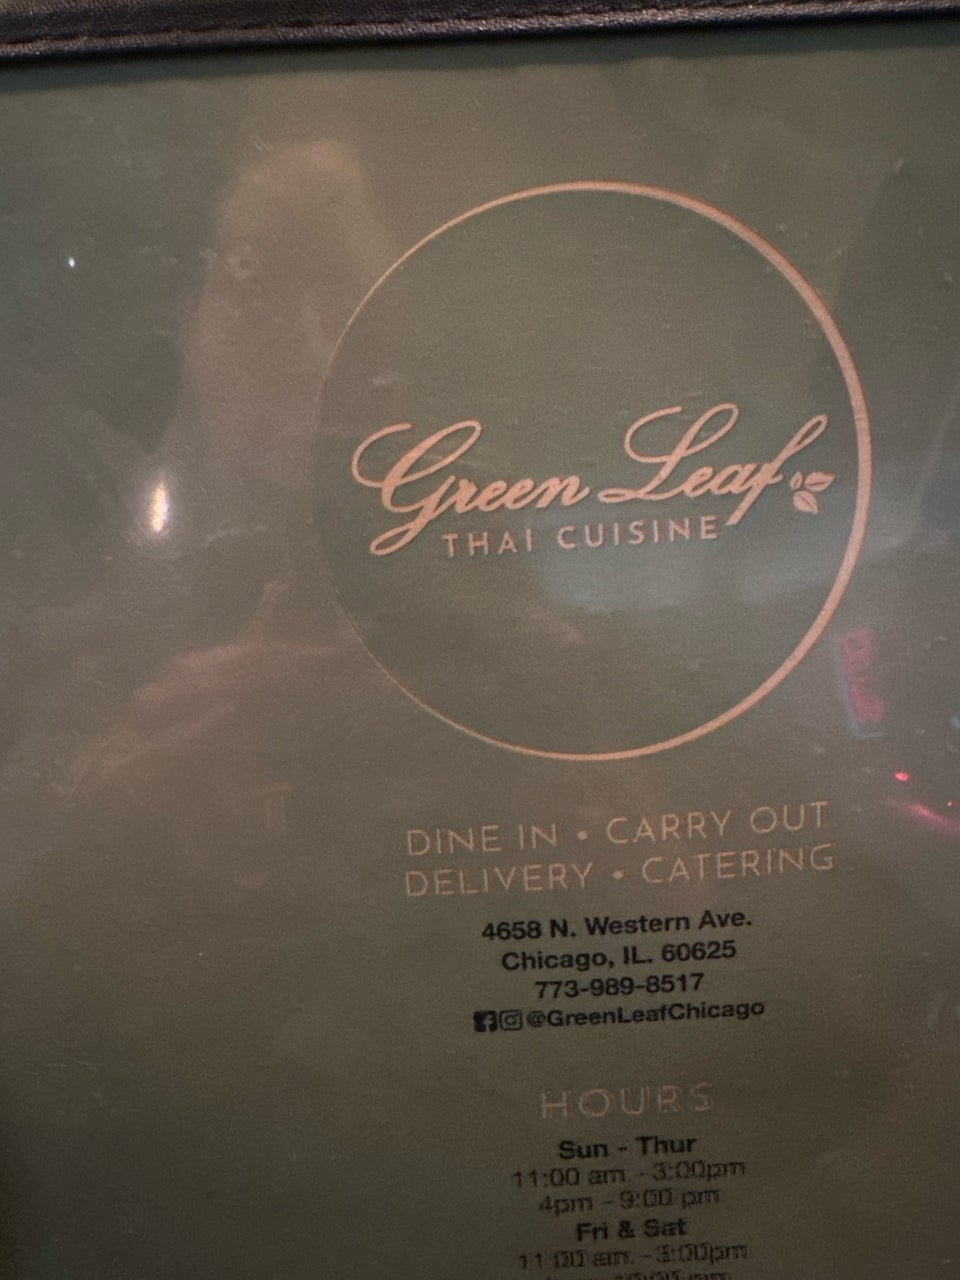 Green Leaf
THAI CUISINE
DINE IN • CARRY OUT
DELIVERY • CATERING
4658 N. Western Ave.
Chicago, IL. 60625
773-989-8517
@GreenLeafChicago
HOURS
Sun - Thur
11:00 am - 3:00pm
4pm - 9:00 pm
Fri & Sat
11:00 am - 3:00pm